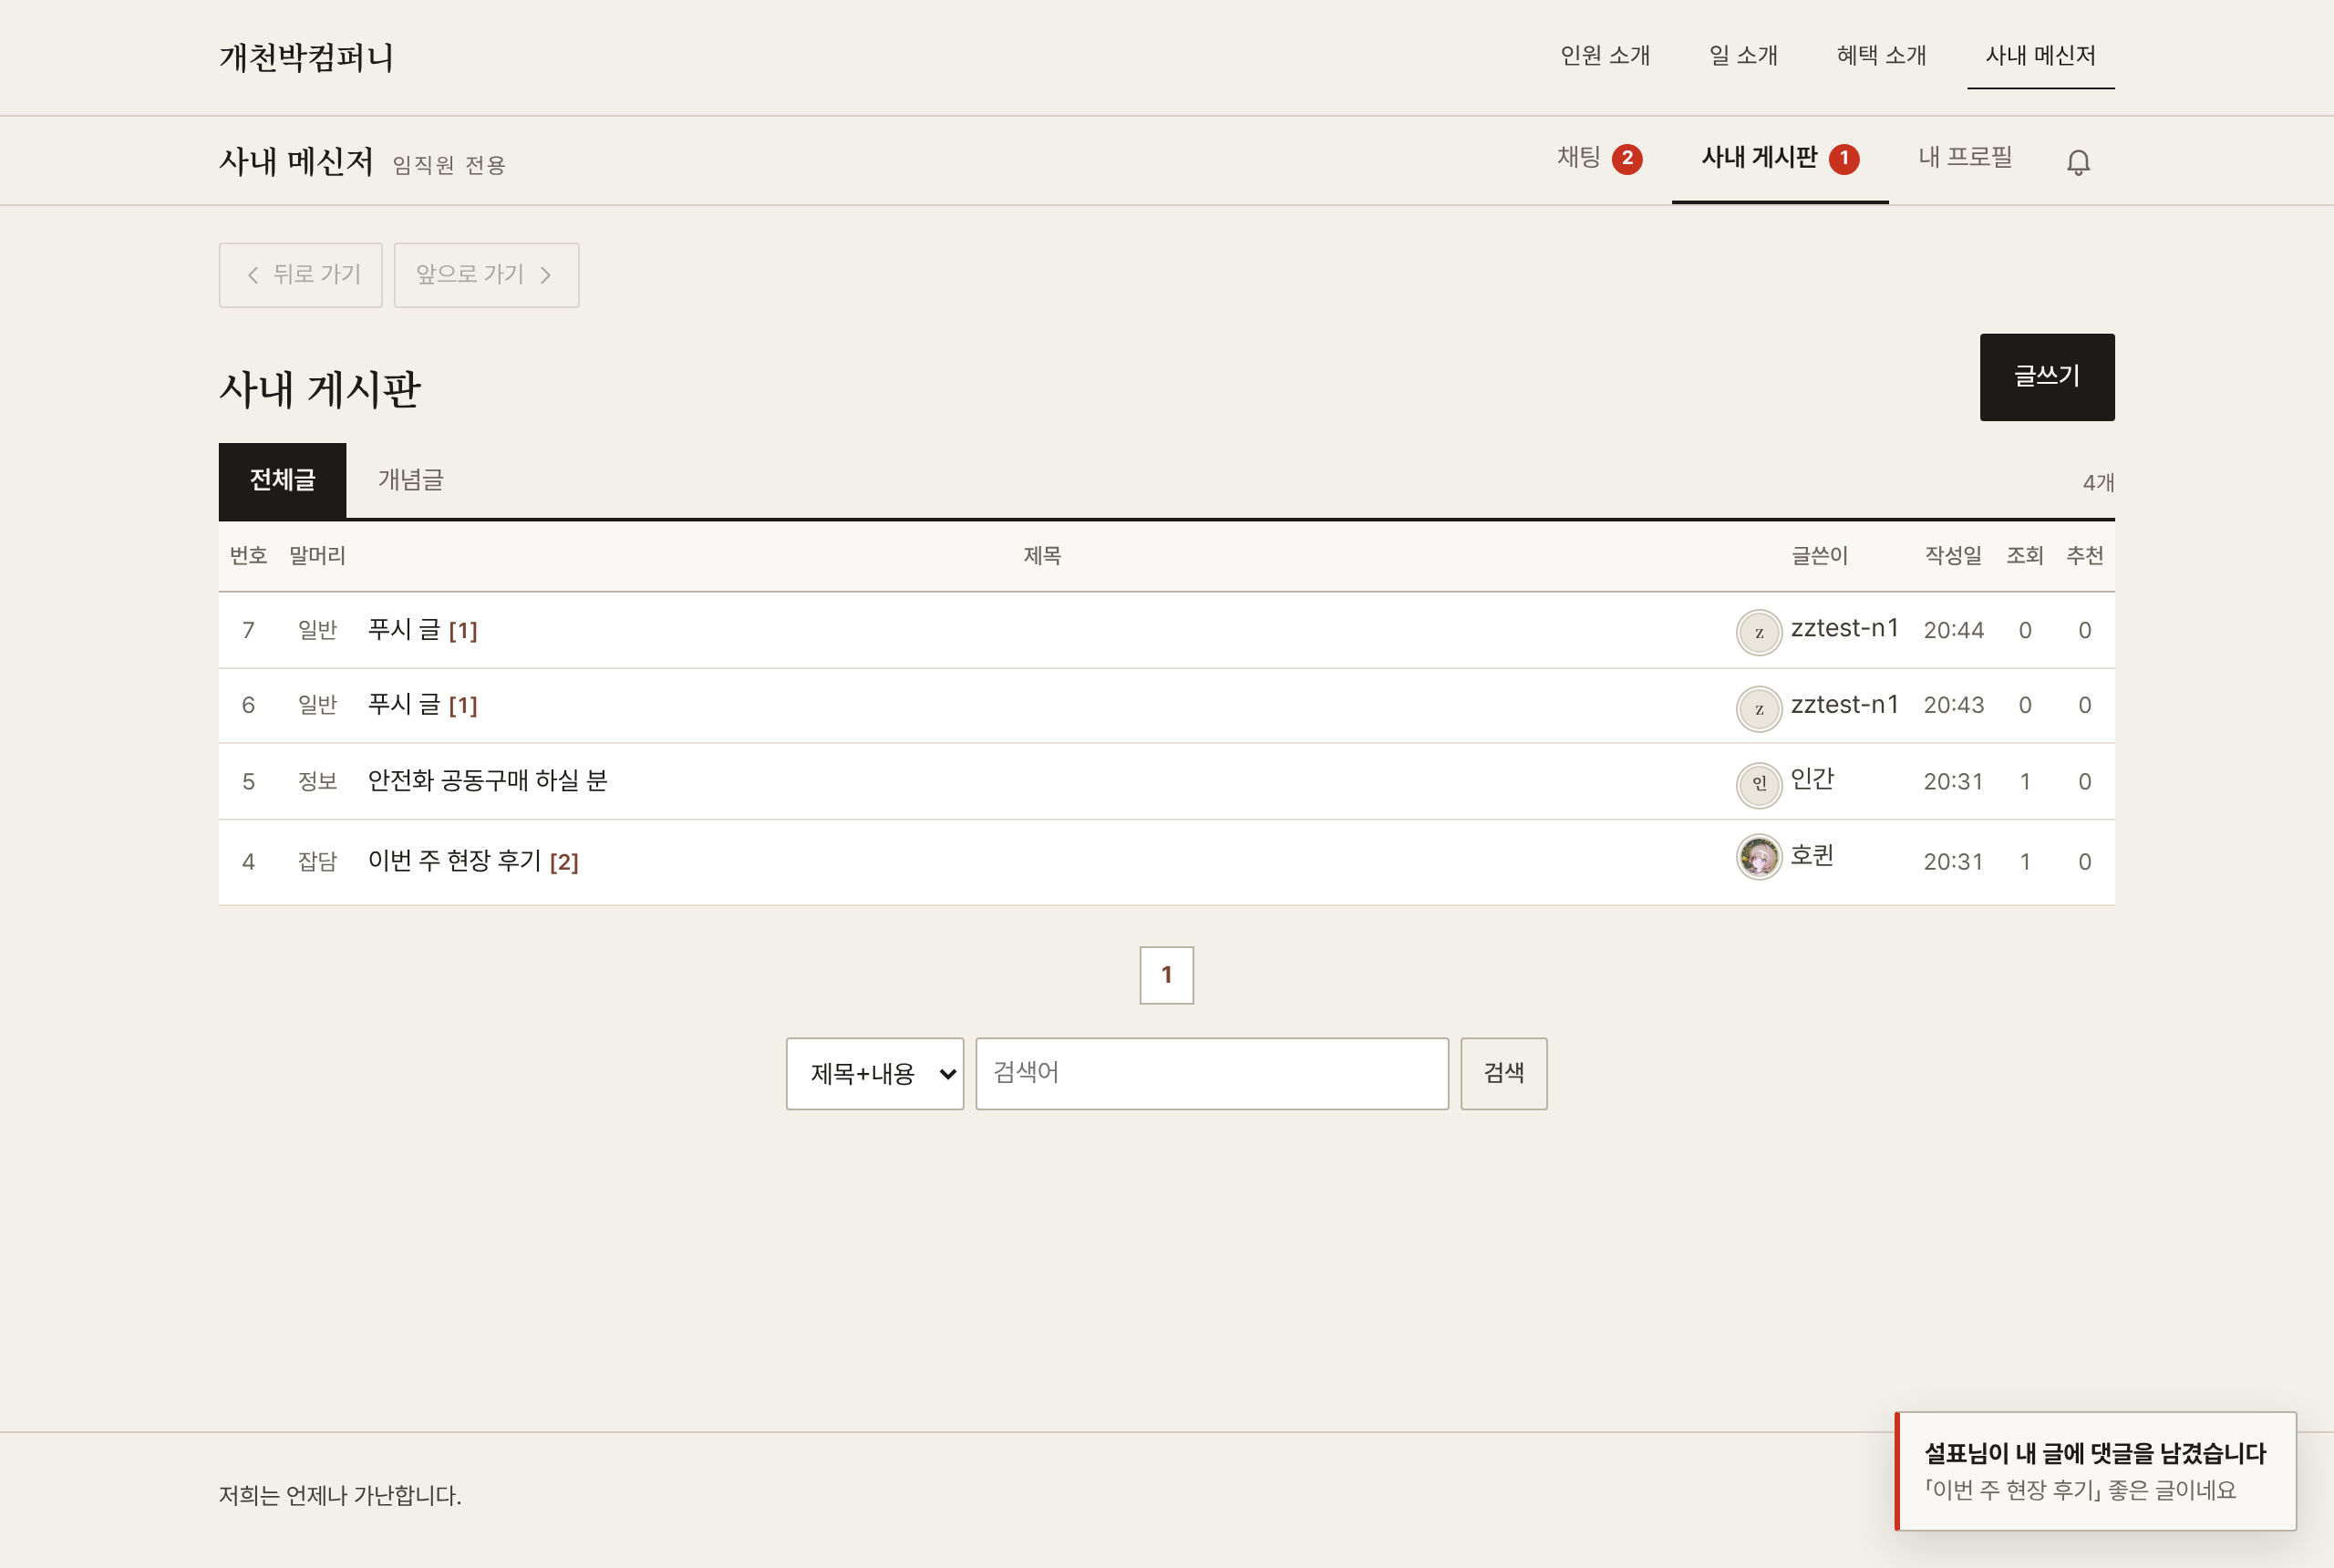 개천박컴퍼니
인원 소개 일 소개 혜택 소개 사내 메신저
사내 메신저 임직원 전용
채팅 2 사내 게시판 1 내 프로필
뒤로 가기 앞으로 가기
사내 게시판
글쓰기
전체글 개념글 4개
번호 말머리 제목 글쓴이 작성일 조회 추천
7 일반 푸시 글 [1] z zztest-n1 20:44 0 0
6 일반 푸시 글 [1] z zztest-n1 20:43 0 0
5 정보 안전화 공동구매 하실 분 인 인간 20:31 1 0
4 잡담 이번 주 현장 후기 [2] 호퀸 20:31 1 0
1
제목+내용 검색어 검색
저희는 언제나 가난합니다.
설표님이 내 글에 댓글을 남겼습니다
「이번 주 현장 후기」 좋은 글이네요